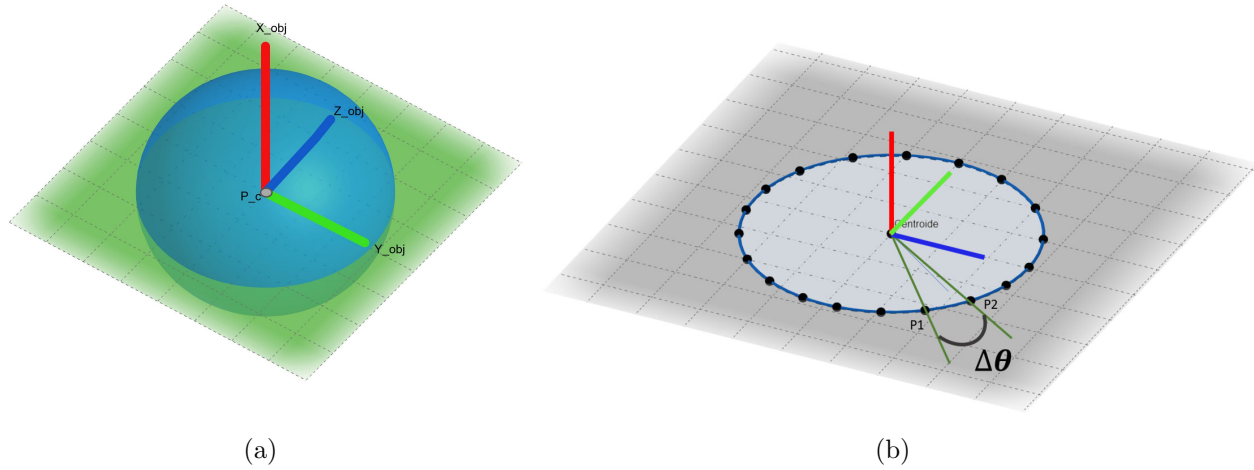 X_obj
Z_obj
P_c
Y_obj
(a)
Centroide
P1
P2
Δθ
(b)